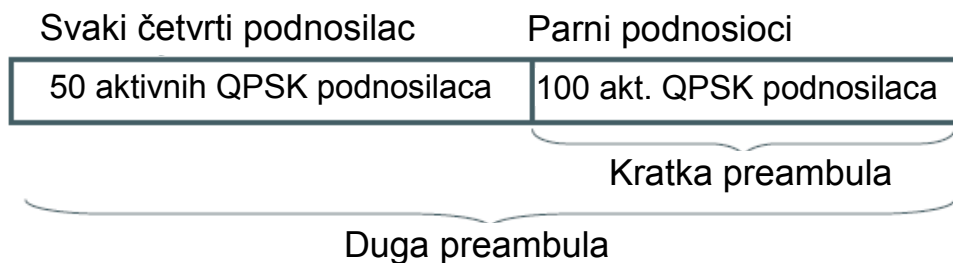 Svaki četvrti podnosilac Parni podnosioci
50 aktivnih QPSK podnosilaca 100 akt. QPSK podnosilaca
Kratka preambula
Duga preambula